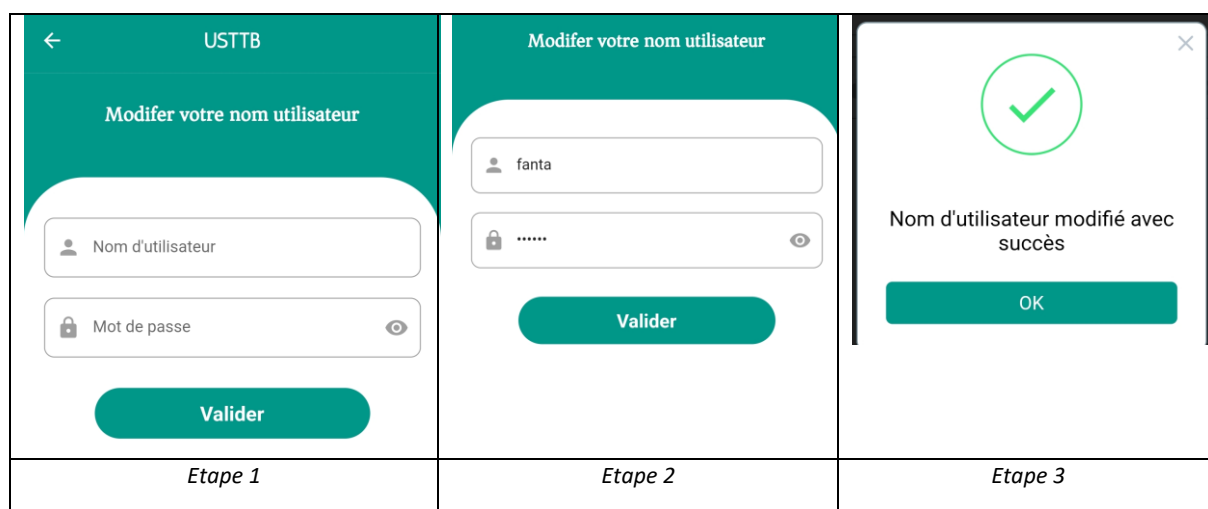 USTTB
Modifer votre nom utilisateur
Nom d'utilisateur
Mot de passe
Valider
Etape 1
Modifer votre nom utilisateur
fanta
••••••
Valider
Etape 2
Nom d'utilisateur modifié avec
succès
OK
Etape 3